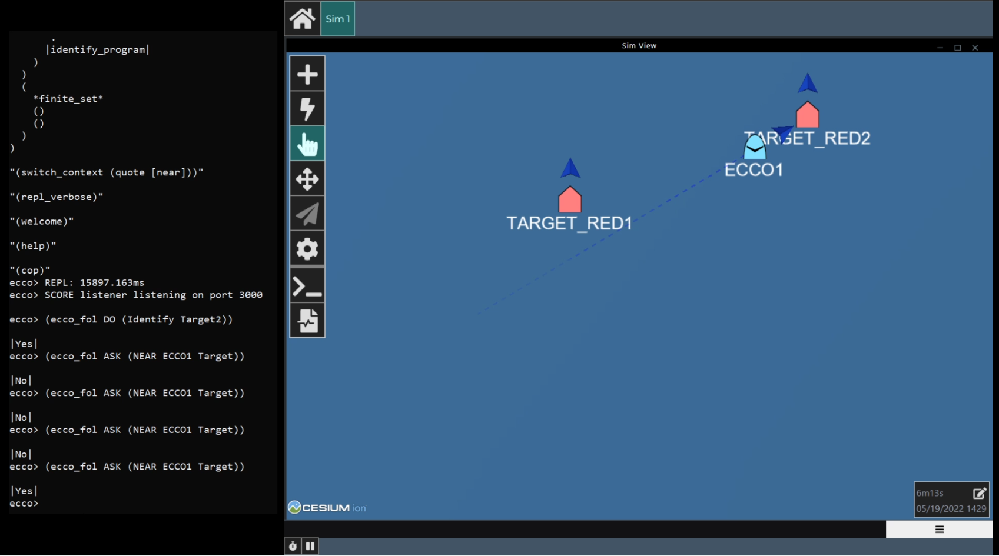 .
|identify_program|
)
)
(
*finite_set*
()
()
)
)
"(switch_context (quote [near]))"
"(repl_verbose)"
"(welcome)"
"(help)"
"(cop)"
ecco> REPL: 15897.163ms
ecco> SCORE listener listening on port 3000
ecco> (ecco_fol DO (Identify Target2))
|Yes|
ecco> (ecco_fol ASK (NEAR ECCO1 Target))
|No|
ecco> (ecco_fol ASK (NEAR ECCO1 Target))
|No|
ecco> (ecco_fol ASK (NEAR ECCO1 Target))
|No|
ecco> (ecco_fol ASK (NEAR ECCO1 Target))
|Yes|
ecco>
Sim 1
Sim View
TARGET_RED2
ECCO1
TARGET_RED1
CESIUM ion
6m13s
05/19/2022 1429